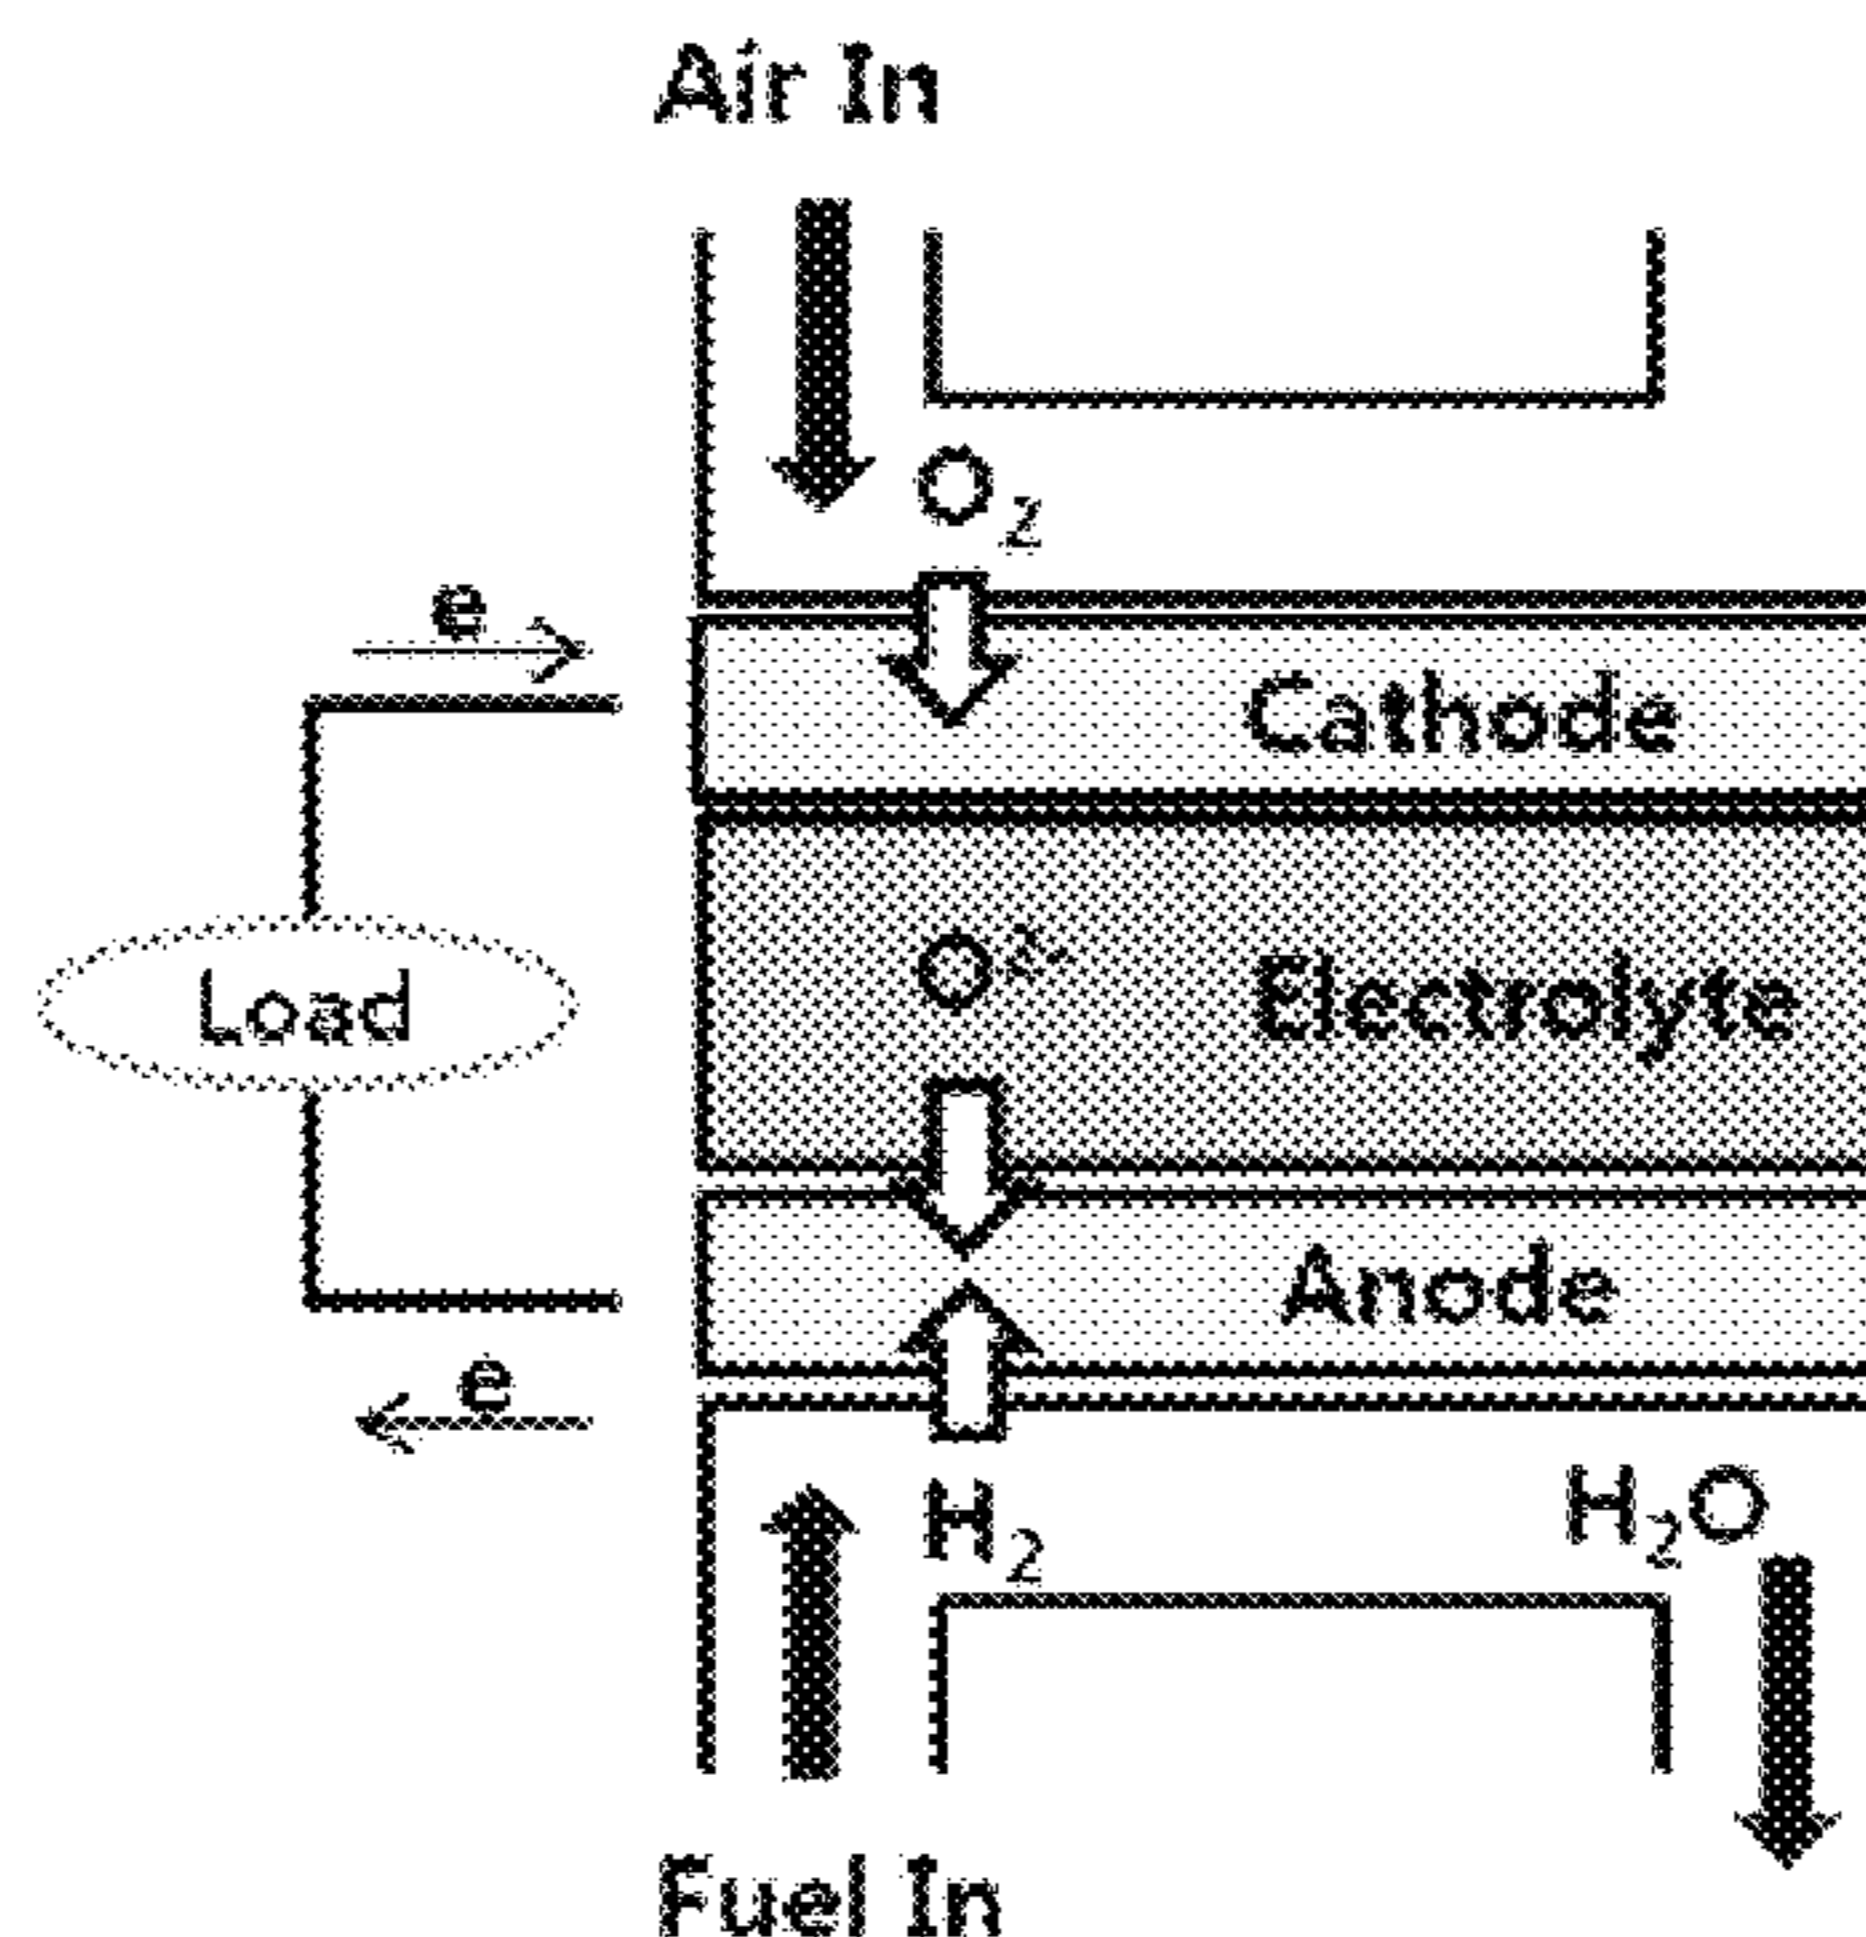 Air In
O₂
e
Cathode
O²⁻
Electrolyte
Load
Anode
e
H₂
H₂O
Fuel In